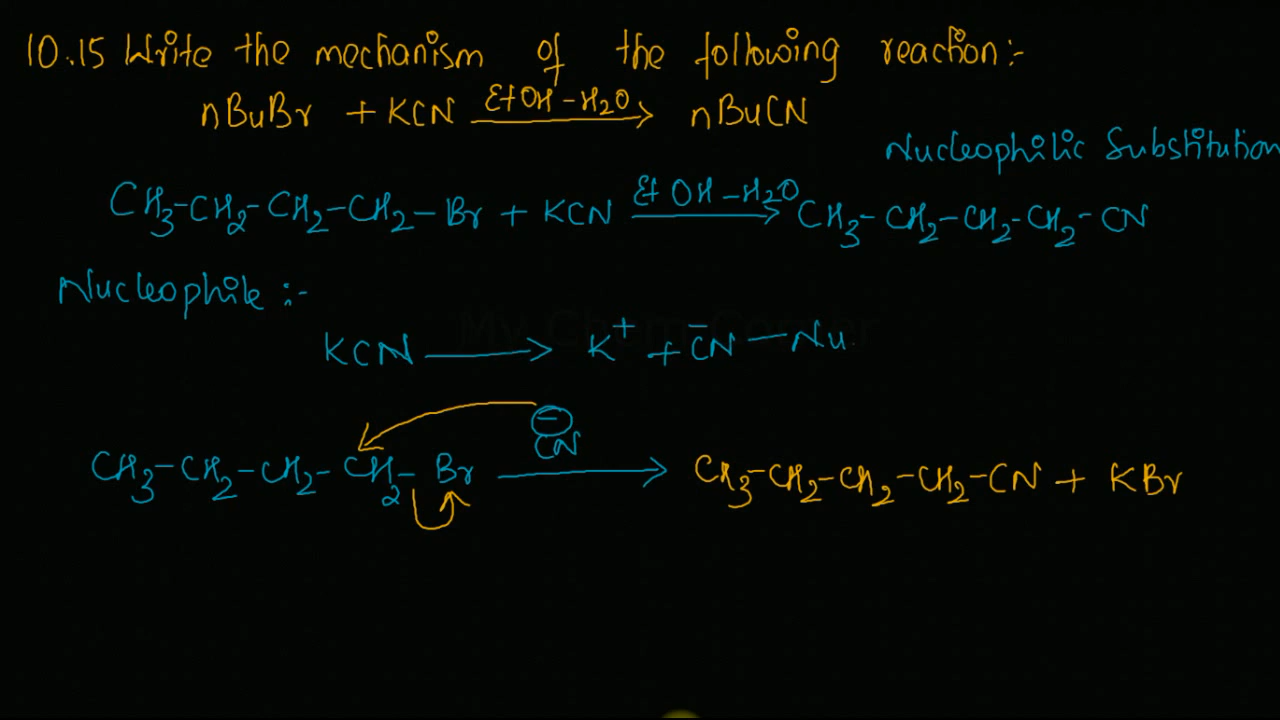 10.15 Write the mechanism of the following reaction:-
nBuBr + KCN EtOH-H2O → nBuCN
Nucleophilic Substitution
CH3-CH2-CH2-CH2-Br + KCN Et OH-H2O → CH3-CH2-CH2-CH2-CN
Nucleophile :-
KCN → K+ + -CN — Nu
⊖
CN
CH3-CH2-CH2-CH2-Br → CH3-CH2-CH2-CH2-CN + KBr